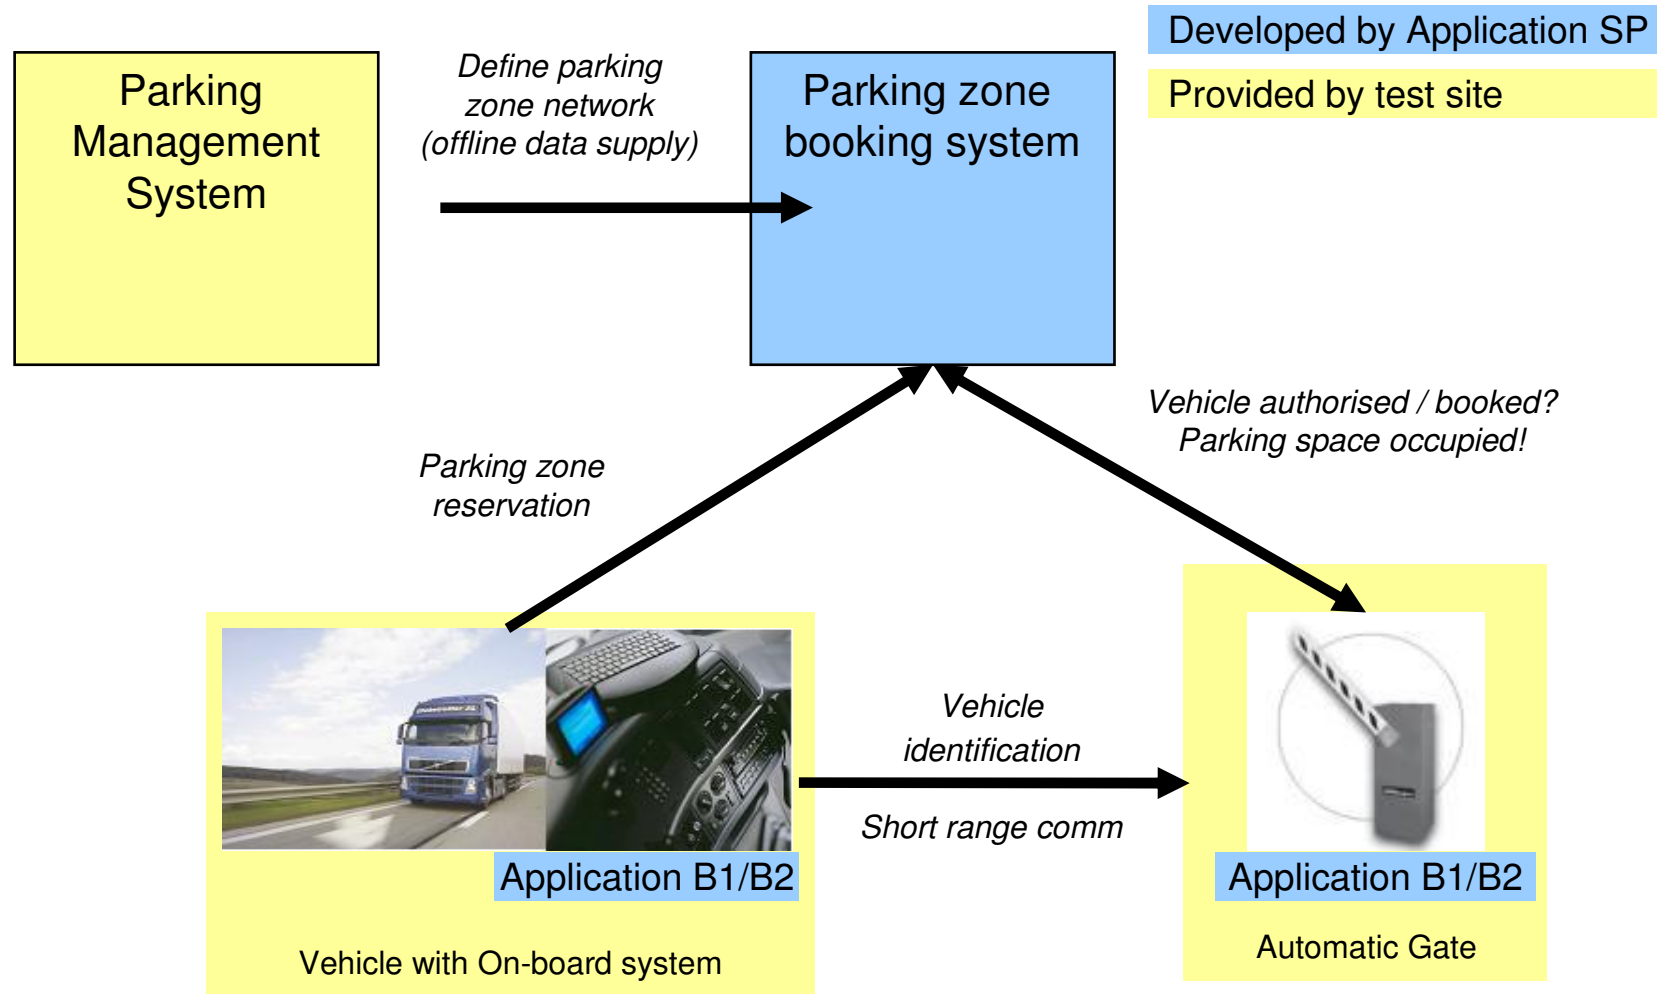 Developed by Application SP
Provided by test site
Parking
Management
System
Define parking
zone network
(offline data supply)
Parking zone
booking system
Vehicle authorised / booked?
Parking space occupied!
Parking zone
reservation
Vehicle
identification
Short range comm
Application B1/B2
Vehicle with On-board system
Application B1/B2
Automatic Gate